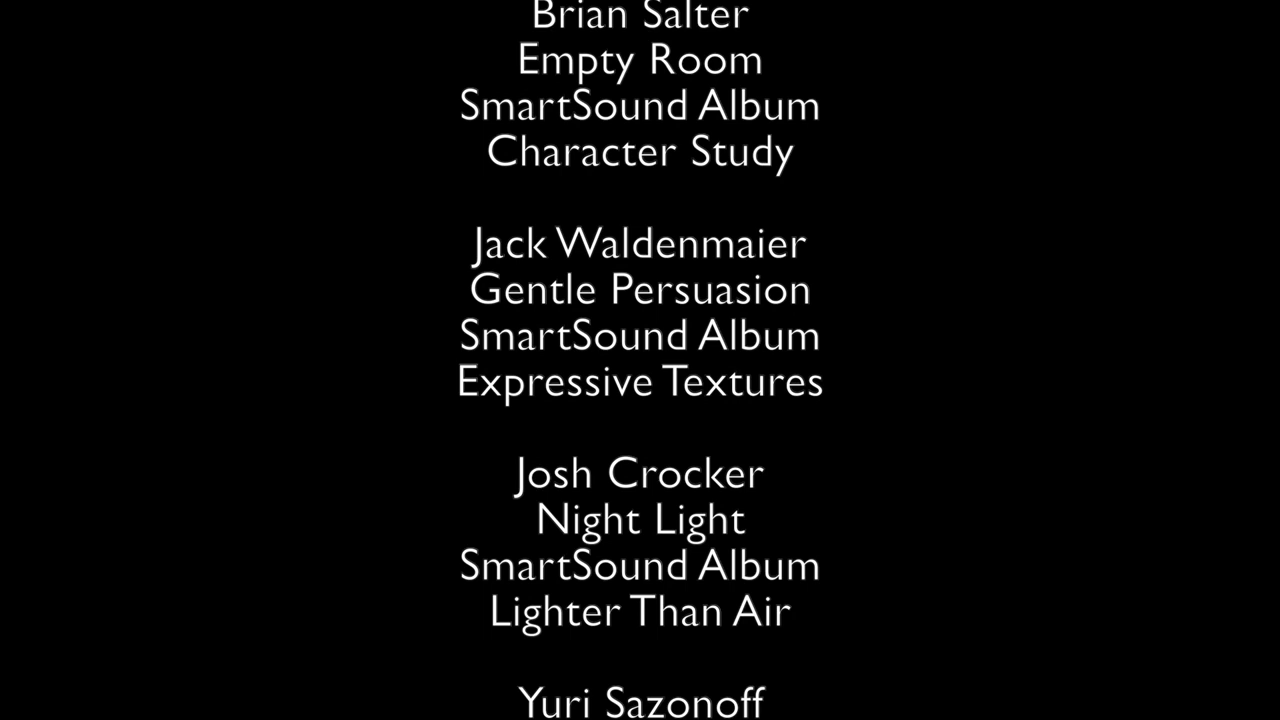 Brian Salter
Empty Room
SmartSound Album
Character Study
Jack Waldenmaier
Gentle Persuasion
SmartSound Album
Expressive Textures
Josh Crocker
Night Light
SmartSound Album
Lighter Than Air
Yuri Sazonoff